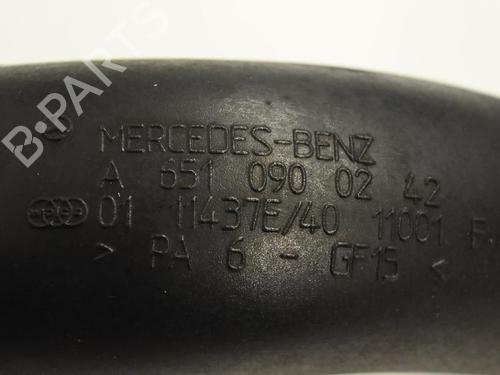 B-PARTS
MERCEDES-BENZ
A 651 090 02 42
01 11437E/40 11001 F
> PA 6 - GF15 <